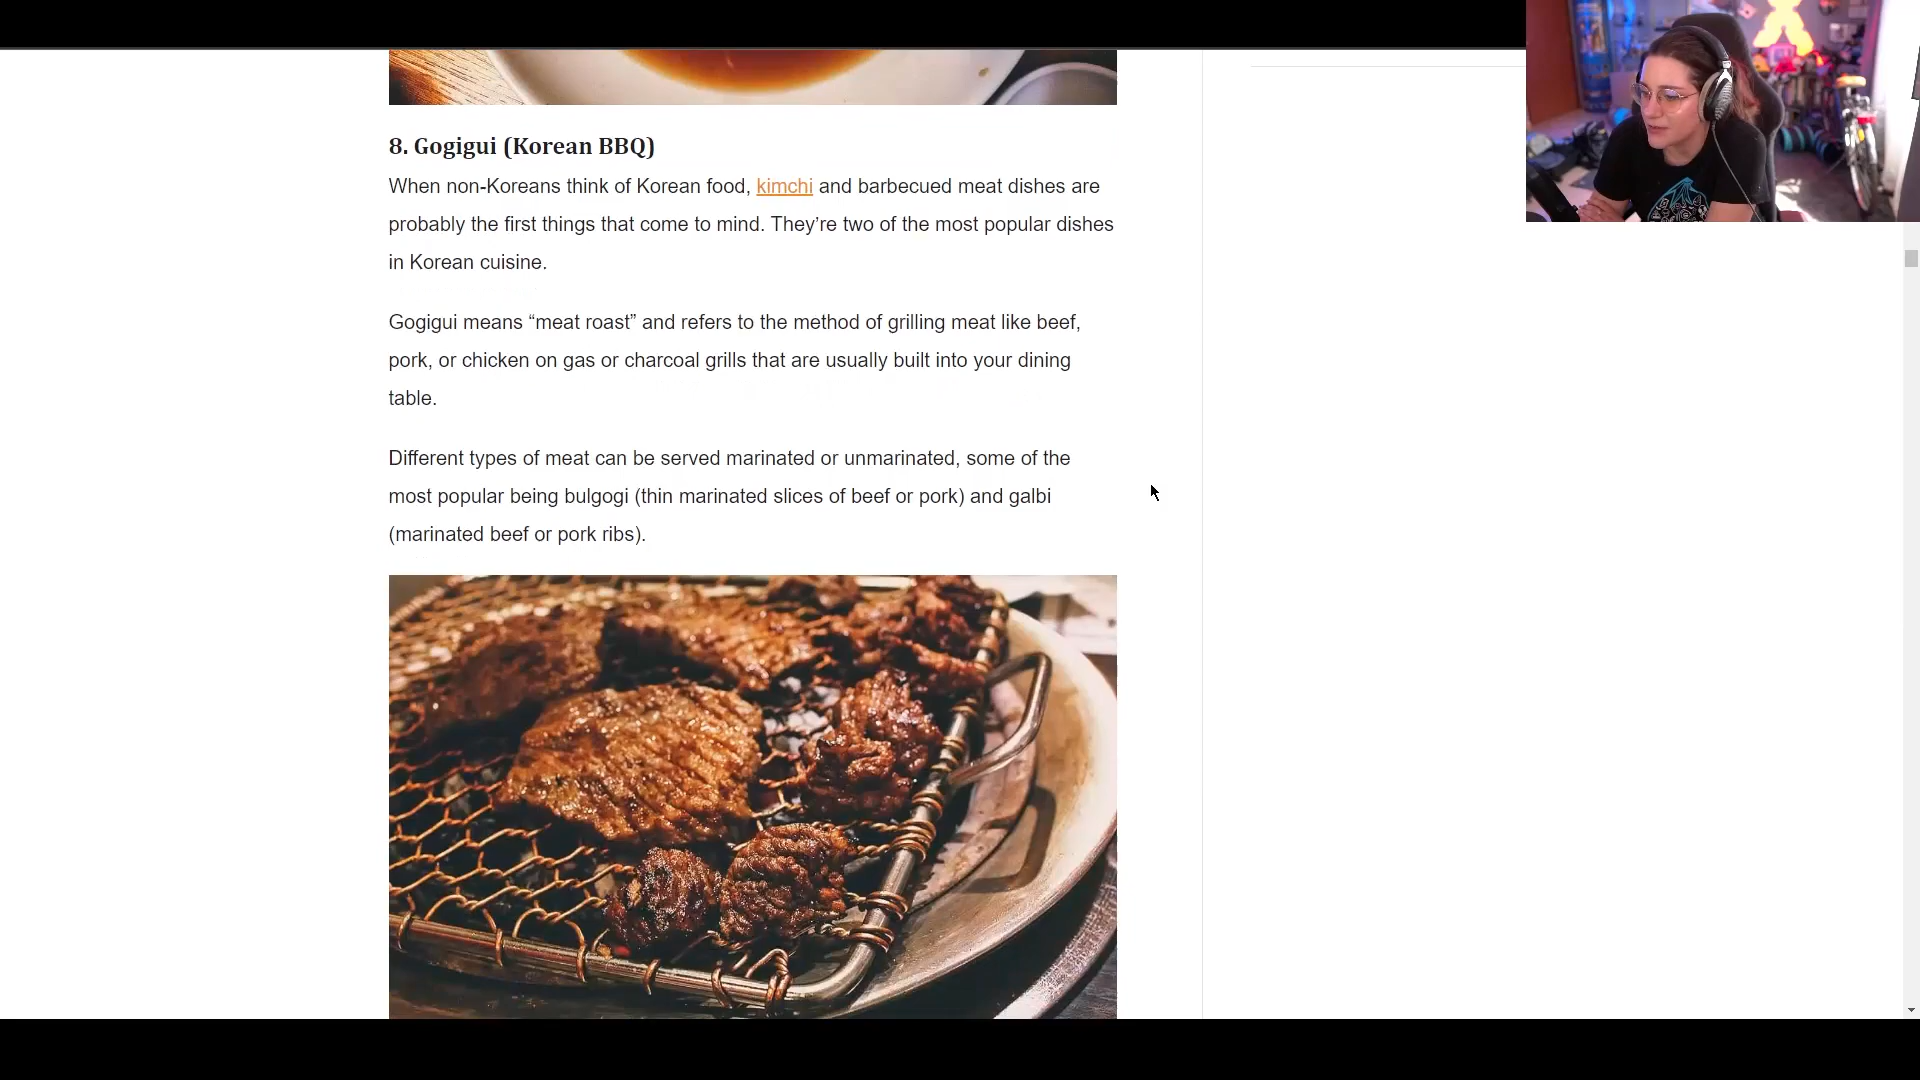 8. Gogigui (Korean BBQ)
When non-Koreans think of Korean food, kimchi and barbecued meat dishes are
probably the first things that come to mind. They’re two of the most popular dishes
in Korean cuisine.
Gogigui means “meat roast” and refers to the method of grilling meat like beef,
pork, or chicken on gas or charcoal grills that are usually built into your dining
table.
Different types of meat can be served marinated or unmarinated, some of the
most popular being bulgogi (thin marinated slices of beef or pork) and galbi
(marinated beef or pork ribs).